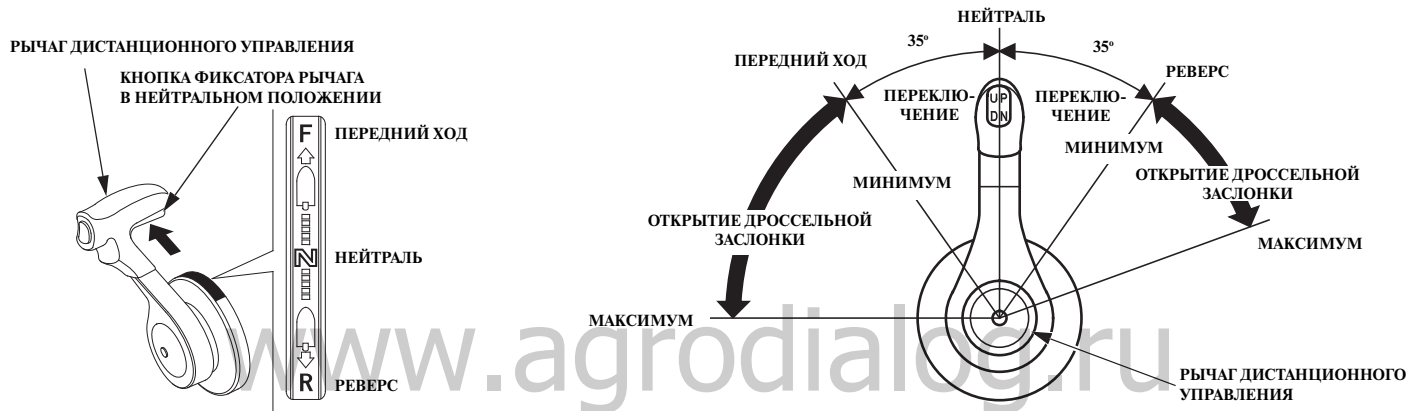 РЫЧАГ ДИСТАНЦИОННОГО УПРАВЛЕНИЯ
КНОПКА ФИКСАТОРА РЫЧАГА
В НЕЙТРАЛЬНОМ ПОЛОЖЕНИИ
F
ПЕРЕДНИЙ ХОД
N
НЕЙТРАЛЬ
R
РЕВЕРС
НЕЙТРАЛЬ
35°
35°
ПЕРЕДНИЙ ХОД
РЕВЕРС
ПЕРЕКЛЮ-
ЧЕНИЕ
UP
DN
ПЕРЕКЛЮ-
ЧЕНИЕ
МИНИМУМ
МИНИМУМ
ОТКРЫТИЕ ДРОССЕЛЬНОЙ
ЗАСЛОНКИ
ОТКРЫТИЕ ДРОССЕЛЬНОЙ
ЗАСЛОНКИ
МАКСИМУМ
МАКСИМУМ
РЫЧАГ ДИСТАНЦИОННОГО
УПРАВЛЕНИЯ
www.agrodialog.ru